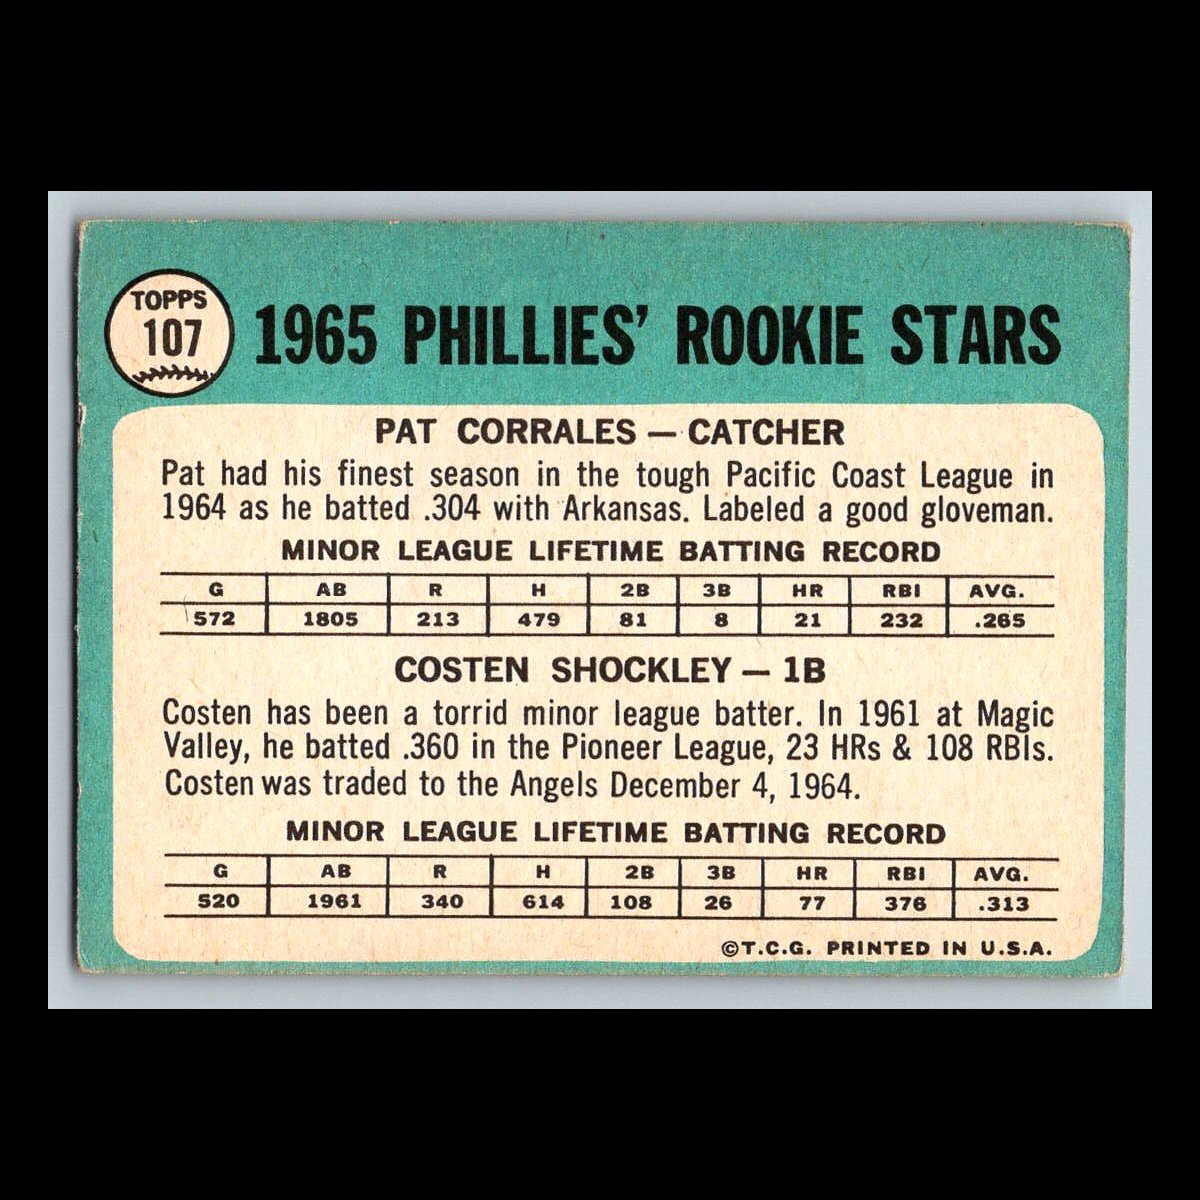 TOPPS
107
1965 PHILLIES' ROOKIE STARS
PAT CORRALES — CATCHER
Pat had his finest season in the tough Pacific Coast League in
1964 as he batted .304 with Arkansas. Labeled a good gloveman.
MINOR LEAGUE LIFETIME BATTING RECORD
G AB R H 2B 3B HR RBI AVG.
572 1805 213 479 81 8 21 232 .265
COSTEN SHOCKLEY — 1B
Costen has been a torrid minor league batter. In 1961 at Magic
Valley, he batted .360 in the Pioneer League, 23 HRs & 108 RBIs.
Costen was traded to the Angels December 4, 1964.
MINOR LEAGUE LIFETIME BATTING RECORD
G AB R H 2B 3B HR RBI AVG.
520 1961 340 614 108 26 77 376 .313
©T.C.G. PRINTED IN U.S.A.